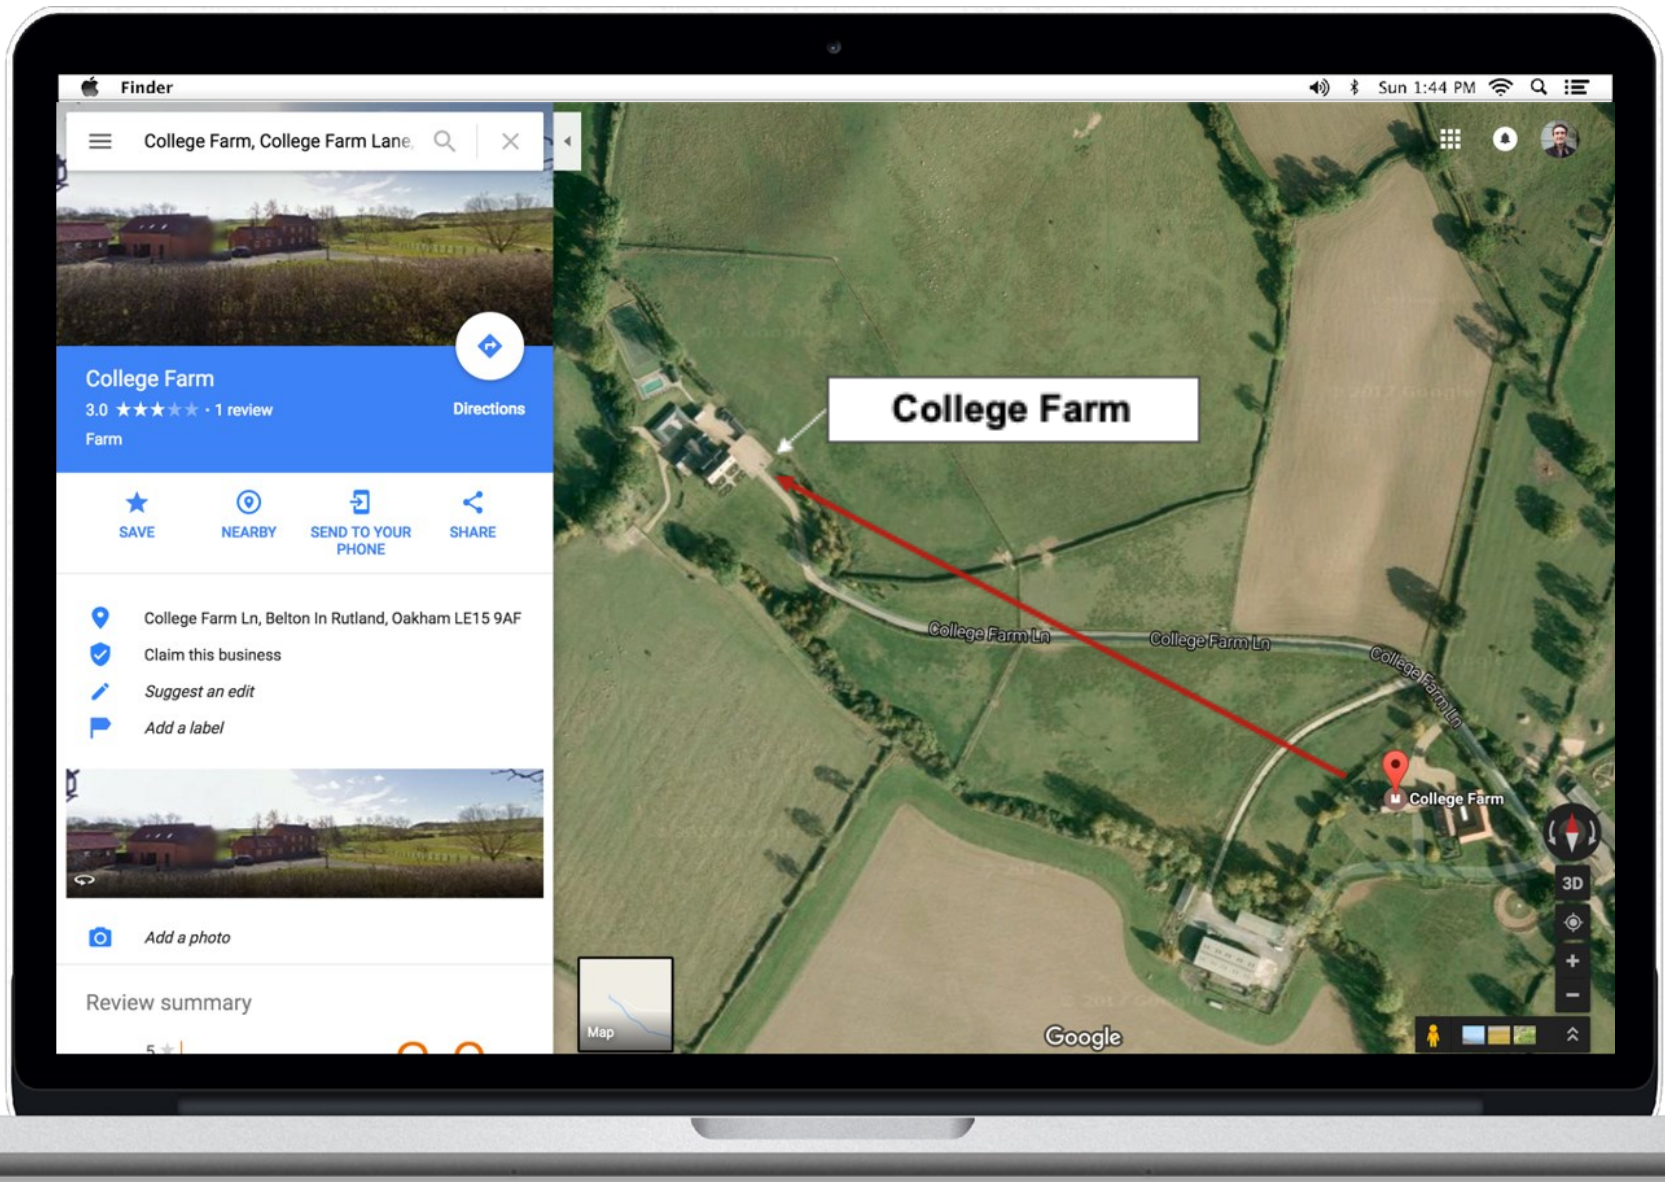 Finder
Sun 1:44 PM
College Farm, College Farm Lane,
College Farm
3.0 · 1 review
Directions
Farm
SAVE
NEARBY
SEND TO YOUR
PHONE
SHARE
College Farm Ln, Belton In Rutland, Oakham LE15 9AF
Claim this business
Suggest an edit
Add a label
Add a photo
Review summary
5
College Farm
College Farm Ln
College Farm Ln
College Farm Ln
College Farm
3D
Map
Google
2017 Google